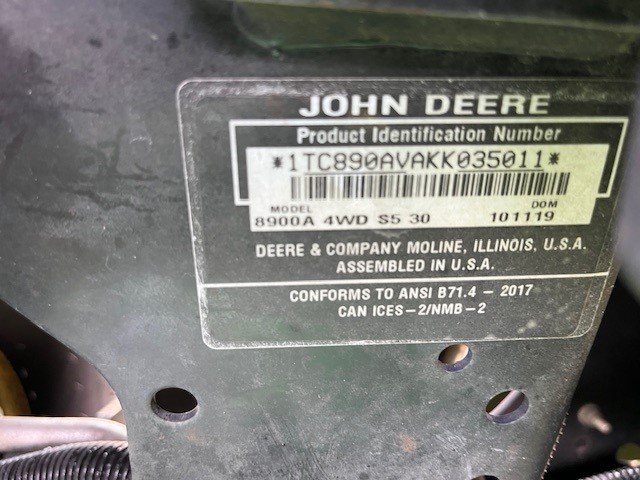 JOHN DEERE
Product Identification Number
*1TC890AVAKK035011*
MODEL DOM
8900A 4WD S5 30 101119
DEERE & COMPANY MOLINE, ILLINOIS, U.S.A.
ASSEMBLED IN U.S.A.
CONFORMS TO ANSI B71.4 - 2017
CAN ICES-2/NMB-2